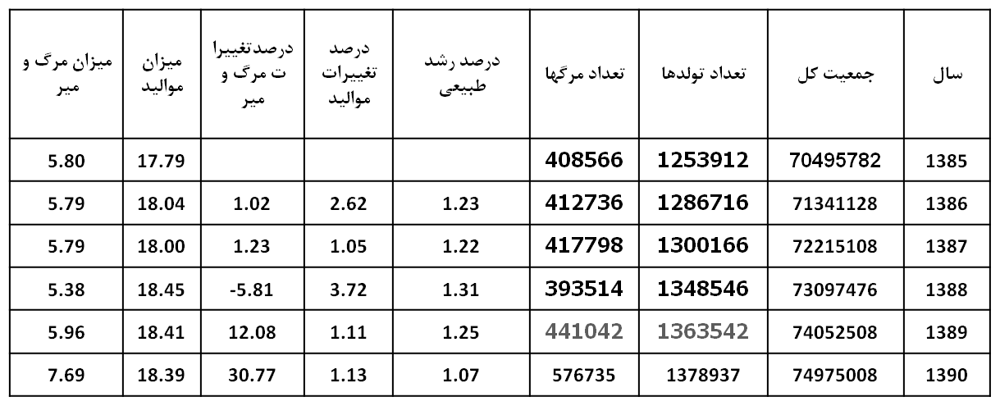 سال جمعیت کل تعداد تولدها تعداد مرگها درصد رشد طبیعی درصد تغییرات موالید درصدتغییرا ت مرگ و میر میزان موالید میزان مرگ و میر
1385 70495782 1253912 408566 17.79 5.80
1386 71341128 1286716 412736 1.23 2.62 1.02 18.04 5.79
1387 72215108 1300166 417798 1.22 1.05 1.23 18.00 5.79
1388 73097476 1348546 393514 1.31 3.72 -5.81 18.45 5.38
1389 74052508 1363542 441042 1.25 1.11 12.08 18.41 5.96
1390 74975008 1378937 576735 1.07 1.13 30.77 18.39 7.69